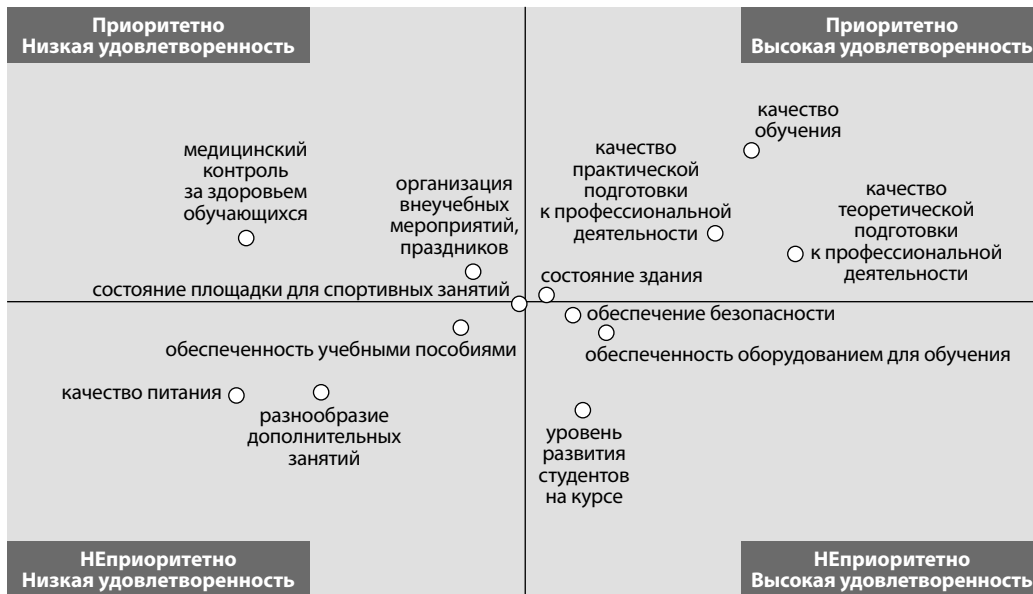 Приоритетно
Низкая удовлетворенность
Приоритетно
Высокая удовлетворенность
качество
обучения
медицинский
контроль
за здоровьем
обучающихся
организация
внеучебных
мероприятий,
праздников
качество
практической
подготовки
к профессиональной
деятельности
качество
теоретической
подготовки
к профессиональной
деятельности
состояние здания
состояние площадки для спортивных занятий
обеспечение безопасности
обеспеченность учебными пособиями
обеспеченность оборудованием для обучения
качество питания
разнообразие
дополнительных
занятий
уровень
развития
студентов
на курсе
НЕприоритетно
Низкая удовлетворенность
НЕприоритетно
Высокая удовлетворенность